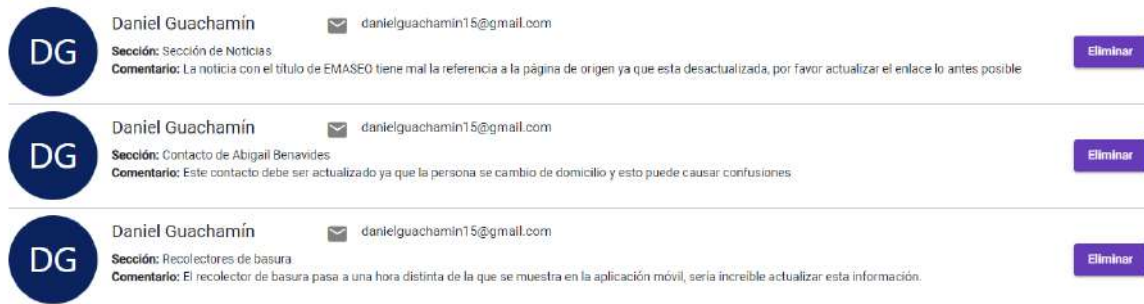 DG
Daniel Guachamín danielguachamin15@gmail.com
Sección: Sección de Noticias
Comentario: La noticia con el título de EMASEO tiene mal la referencia a la página de origen ya que esta desactualizada, por favor actualizar el enlace lo antes posible
Eliminar
DG
Daniel Guachamín danielguachamin15@gmail.com
Sección: Contacto de Abigail Benavides
Comentario: Este contacto debe ser actualizado ya que la persona se cambio de domicilio y esto puede causar confusiones
Eliminar
DG
Daniel Guachamín danielguachamin15@gmail.com
Sección: Recolectores de basura
Comentario: El recolector de basura pasa a una hora distinta de la que se muestra en la aplicación móvil, sería increíble actualizar esta información.
Eliminar